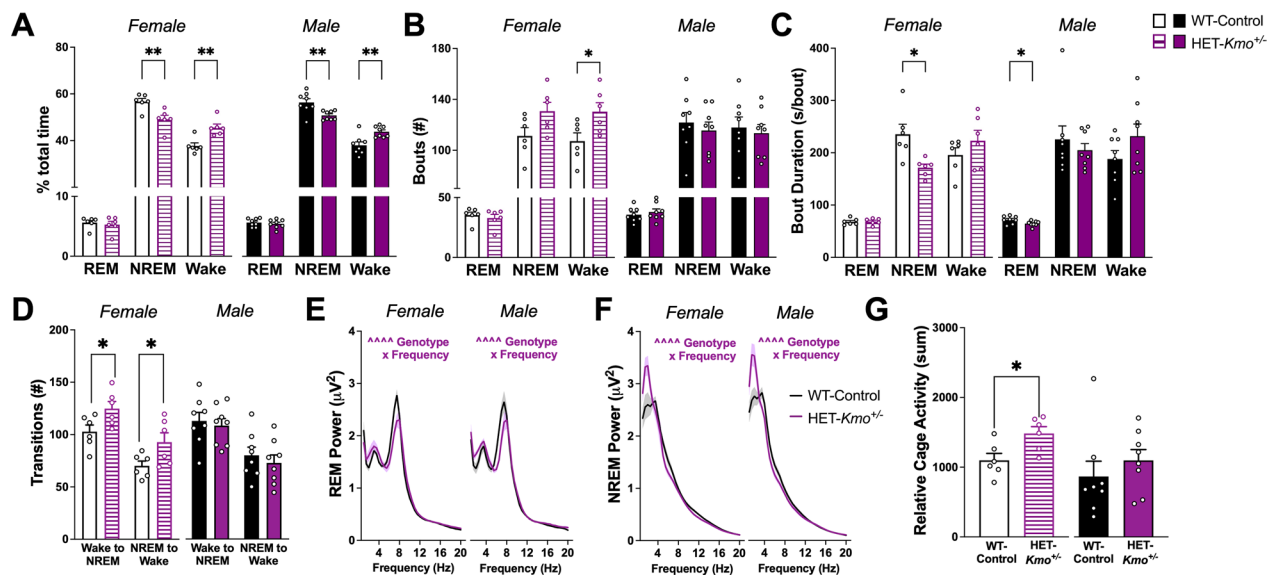 A
Female
Male
% total time
80
60
40
10
5
0
** ** ** **
REM NREM Wake REM NREM Wake
B
Female
Male
Bouts (#)
180
140
100
50
0
*
REM NREM Wake REM NREM Wake
C
Female
Male
WT-Control
HET-Kmo+/-
Bout Duration (s/bout)
400
300
200
100
0
* *
REM NREM Wake REM NREM Wake
D
Female
Male
Transitions (#)
200
150
100
50
0
* *
Wake to NREM to Wake to NREM to
NREM Wake NREM Wake
E
Female
Male
^^^^ Genotype ^^^^ Genotype
x Frequency x Frequency
REM Power (µV²)
4
3
2
1
0
4 8 12 16 20 4 8 12 16 20
Frequency (Hz) Frequency (Hz)
F
Female
Male
^^^^ Genotype ^^^^ Genotype
x Frequency x Frequency
WT-Control
HET-Kmo+/-
NREM Power (µV²)
4
3
2
1
0
4 8 12 16 20 4 8 12 16 20
Frequency (Hz) Frequency (Hz)
G
Relative Cage Activity (sum)
3000
2000
1000
0
*
WT- HET- WT- HET-
Control Kmo+/- Control Kmo+/-